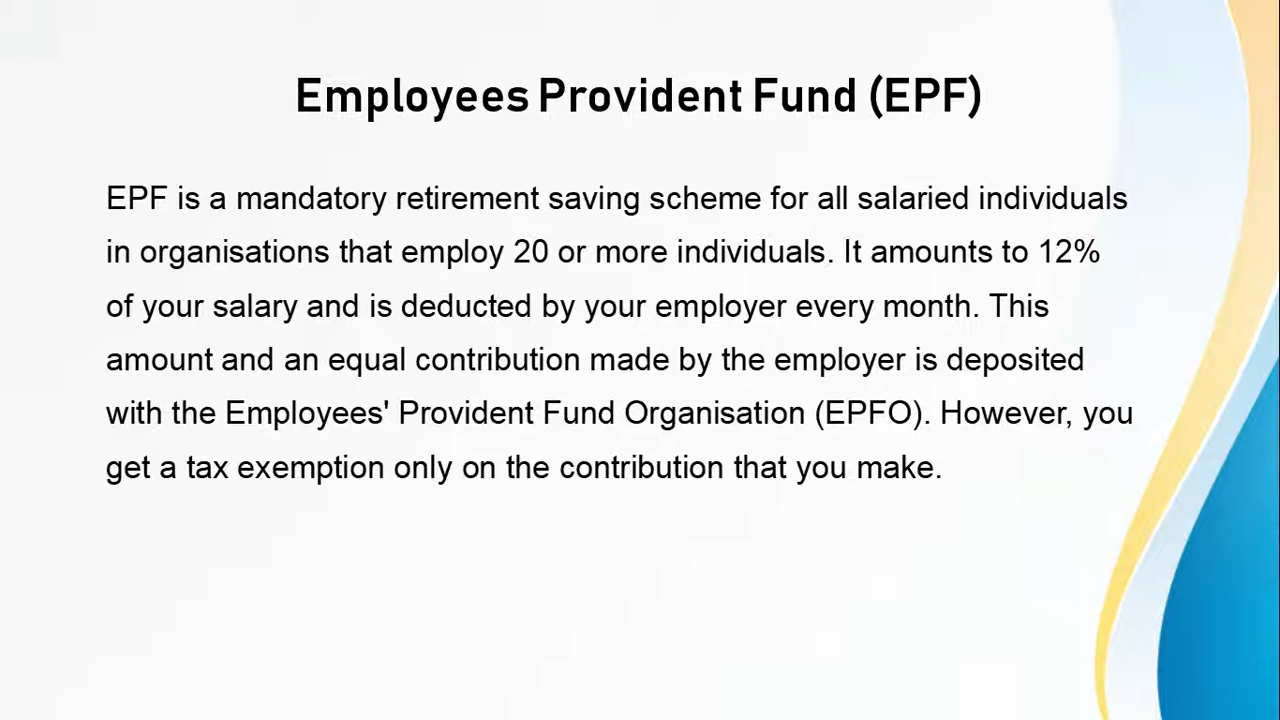 Employees Provident Fund (EPF)
EPF is a mandatory retirement saving scheme for all salaried individuals
in organisations that employ 20 or more individuals. It amounts to 12%
of your salary and is deducted by your employer every month. This
amount and an equal contribution made by the employer is deposited
with the Employees' Provident Fund Organisation (EPFO). However, you
get a tax exemption only on the contribution that you make.